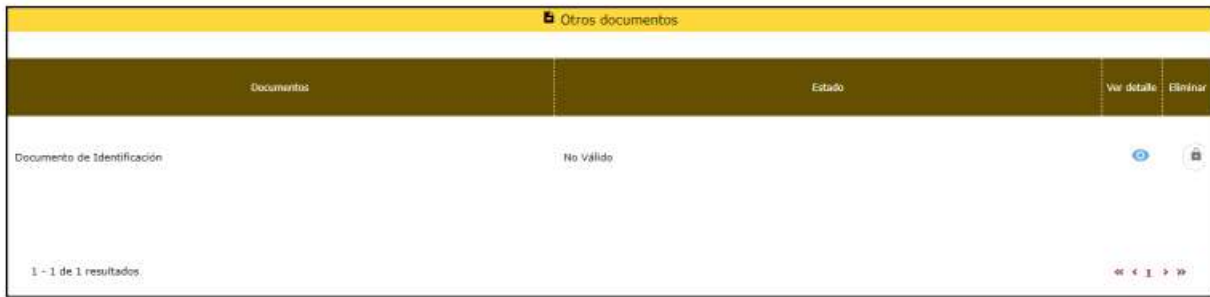 Otros documentos
Documentos Estado Ver detalle Eliminar
Documento de Identificación No Válido
1 - 1 de 1 resultados « ‹ 1 › »